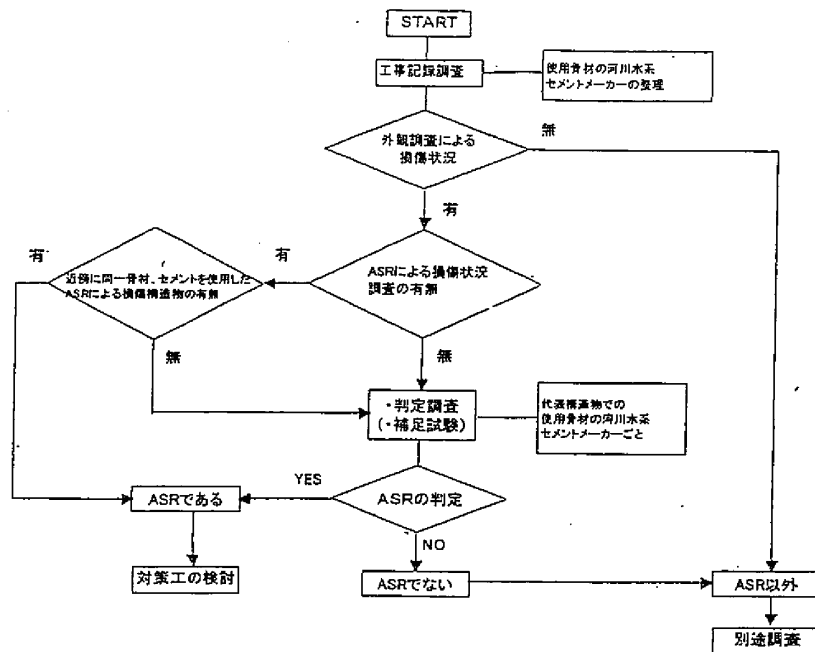 START
工事記録調査
使用骨材の河川水系
セメントメーカーの整理
外観調査による
損傷状況
無
有
有
近傍に同一骨材、セメントを使用した
ASRによる損傷構造物の有無
有
ASRによる損傷状況
調査の有無
無
無
・判定調査
(・補足試験)
代表構造物での
使用骨材の河川水系
セメントメーカーごと
YES
ASRである
ASRの判定
NO
対策工の検討
ASRでない
ASR以外
別途調査